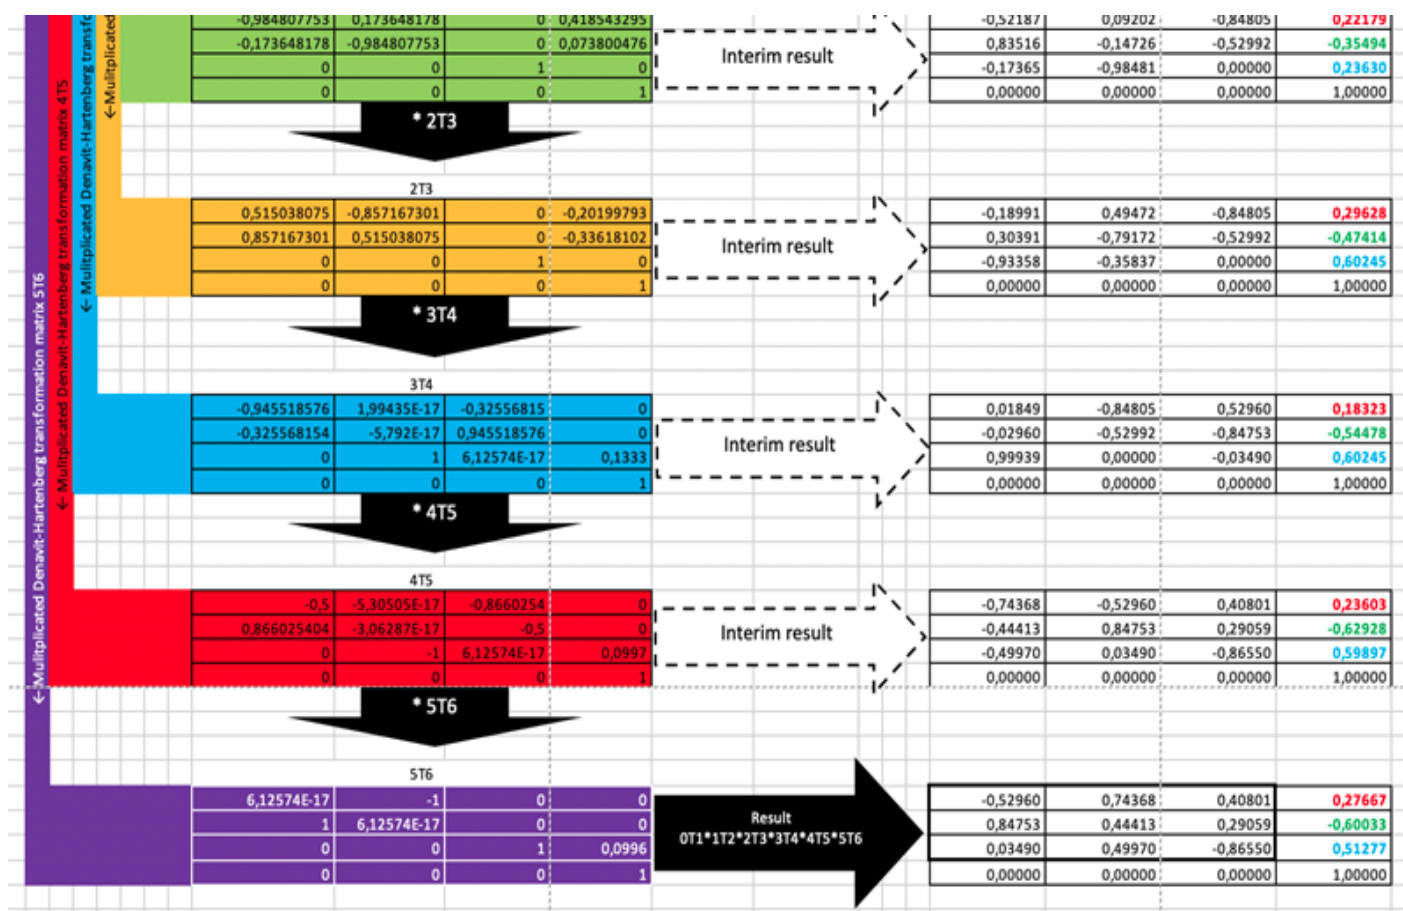 -0,984807753 0,173648178 0 0,418543295 -0,52187 0,09202 -0,84805 0,22179
-0,173648178 -0,984807753 0 0,073800476 0,83516 -0,14726 -0,52992 -0,35494
Interim result
0 0 1 0 -0,17365 -0,98481 0,00000 0,23630
0 0 0 1 0,00000 0,00000 0,00000 1,00000
* 2T3
2T3
0,515038075 -0,857167301 0 -0,20199793 -0,18991 0,49472 -0,84805 0,29628
0,857167301 0,515038075 0 -0,33618102 0,30391 -0,79172 -0,52992 -0,47414
Interim result
0 0 1 0 -0,93358 -0,35837 0,00000 0,60245
0 0 0 1 0,00000 0,00000 0,00000 1,00000
* 3T4
3T4
-0,945518576 1,99435E-17 -0,32556815 0 0,01849 -0,84805 0,52960 0,18323
-0,325568154 -5,792E-17 0,945518576 0 -0,02960 -0,52992 -0,84753 -0,54478
Interim result
0 1 6,12574E-17 0,1333 0,99939 0,00000 -0,03490 0,60245
0 0 0 1 0,00000 0,00000 0,00000 1,00000
* 4T5
4T5
-0,5 -5,30505E-17 -0,8660254 0 -0,74368 -0,52960 0,40801 0,23603
0,866025404 -3,06287E-17 -0,5 0 -0,44413 0,84753 0,29059 -0,62928
Interim result
0 -1 6,12574E-17 0,0997 -0,49970 0,03490 -0,86550 0,59897
0 0 0 1 0,00000 0,00000 0,00000 1,00000
* 5T6
5T6
6,12574E-17 -1 0 0 -0,52960 0,74368 0,40801 0,27667
1 6,12574E-17 0 0 0,84753 0,44413 0,29059 -0,60033
Result
0T1*1T2*2T3*3T4*4T5*5T6
0 0 1 0,0996 0,03490 0,49970 -0,86550 0,51277
0 0 0 1 0,00000 0,00000 0,00000 1,00000
←Mulitplicated Denavit-Hartenberg transformation matrix 5T6
← Mulitplicated Denavit-Hartenberg transformation matrix 4T5
← Mulitplicated Denavit-Hartenberg transfo
←Mulitplicated